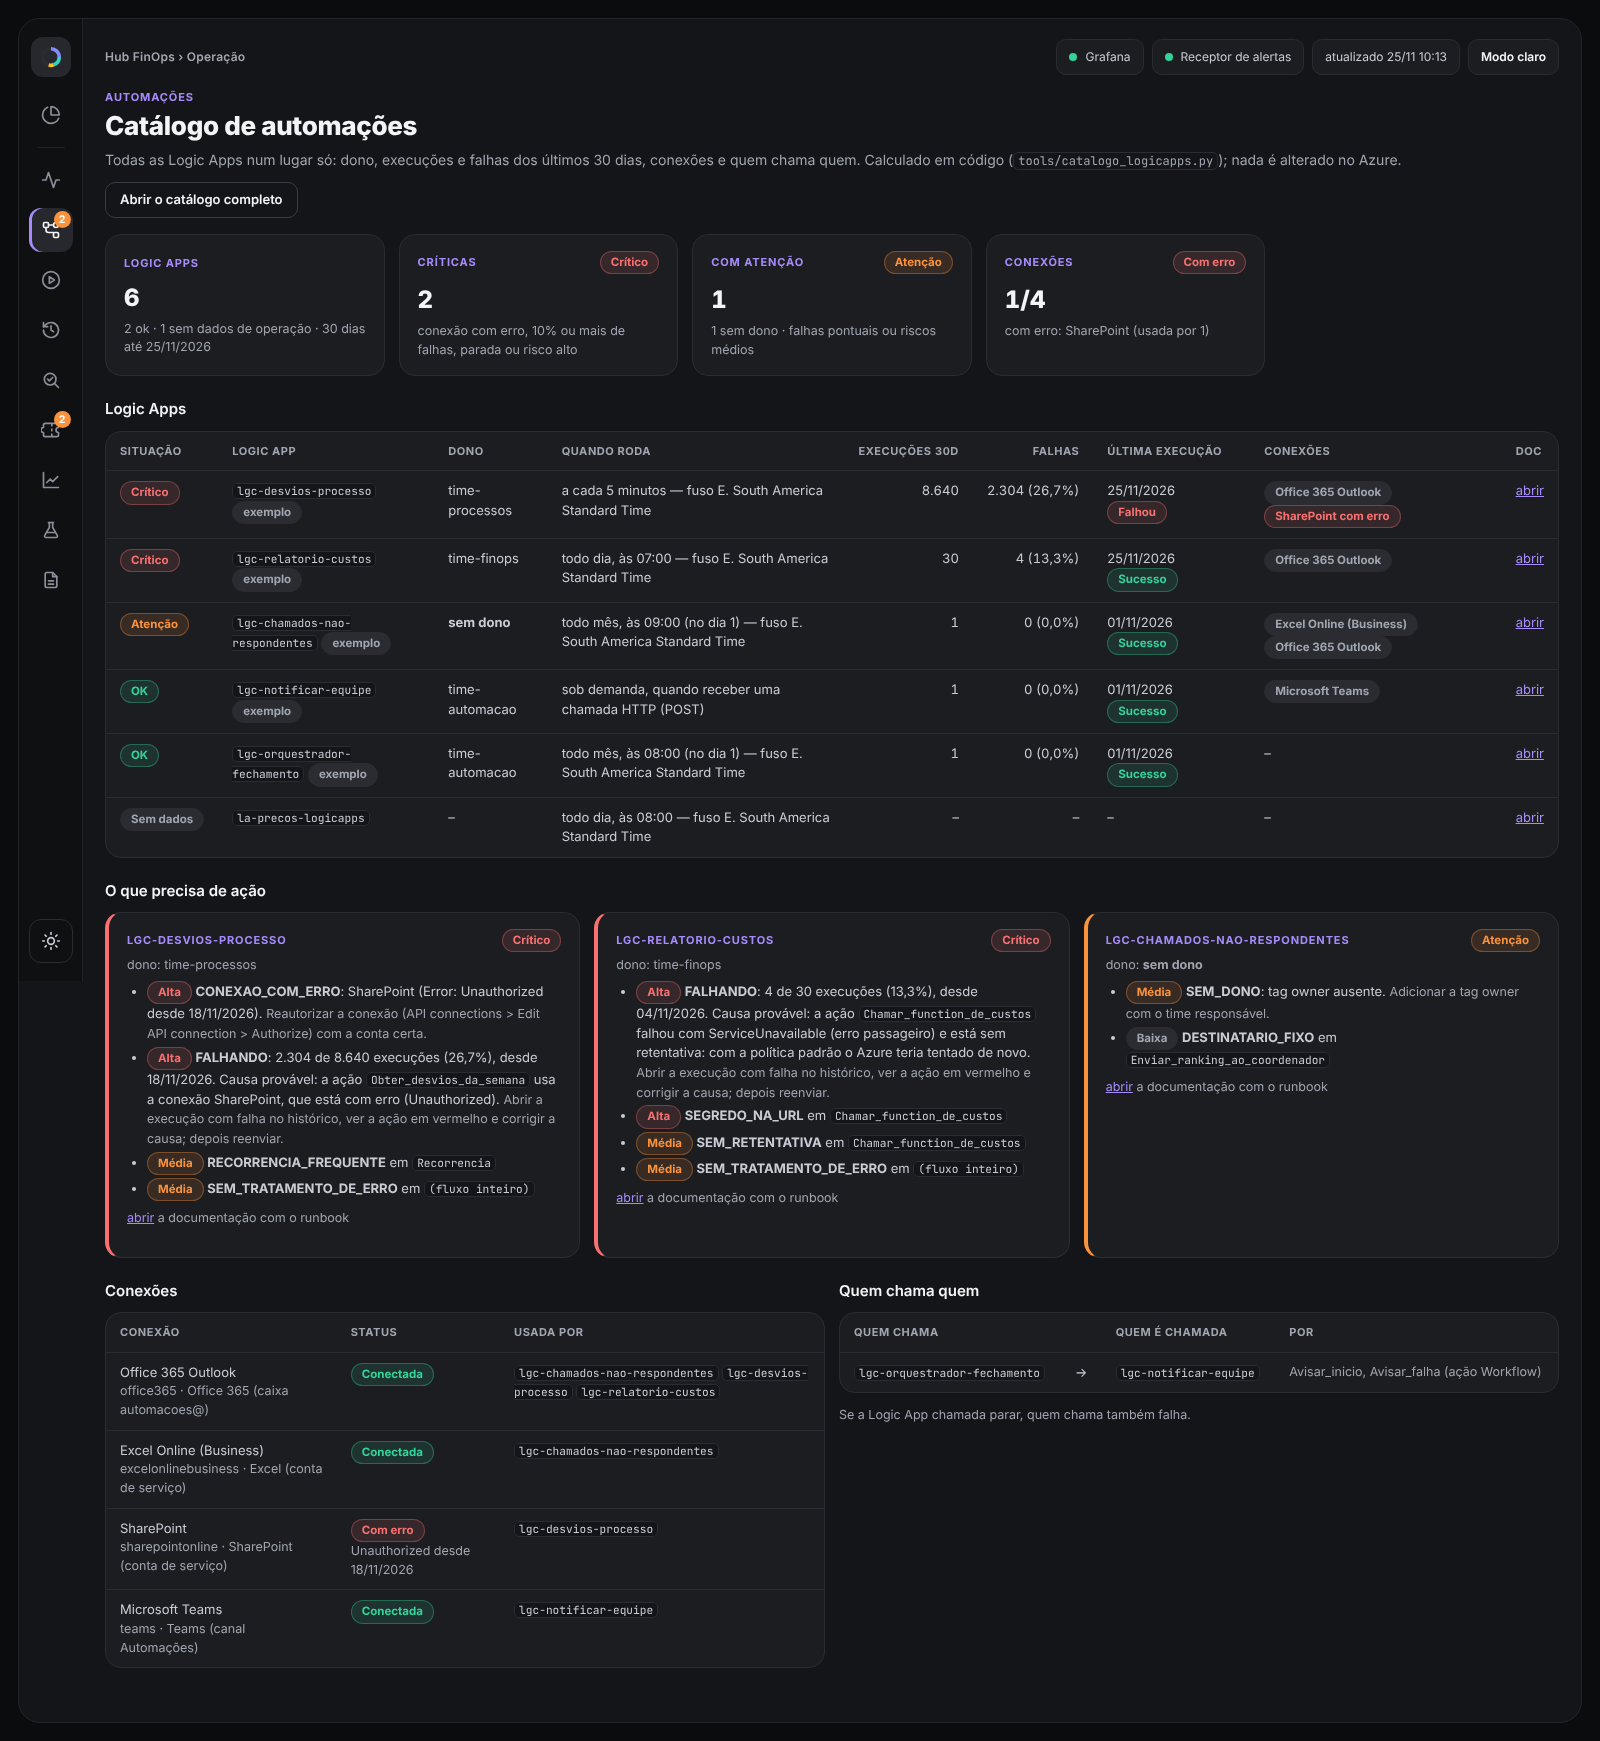 Hub FinOps › Operação
Grafana
Receptor de alertas
atualizado 25/11 10:13
Modo claro
2
2
AUTOMAÇÕES
Catálogo de automações
Todas as Logic Apps num lugar só: dono, execuções e falhas dos últimos 30 dias, conexões e quem chama quem. Calculado em código (tools/catalogo_logicapps.py); nada é alterado no Azure.
Abrir o catálogo completo
LOGIC APPS
6
2 ok · 1 sem dados de operação · 30 dias
até 25/11/2026
CRÍTICAS Crítico
2
conexão com erro, 10% ou mais de
falhas, parada ou risco alto
COM ATENÇÃO Atenção
1
1 sem dono · falhas pontuais ou riscos
médios
CONEXÕES Com erro
1/4
com erro: SharePoint (usada por 1)
Logic Apps
SITUAÇÃO LOGIC APP DONO QUANDO RODA EXECUÇÕES 30D FALHAS ÚLTIMA EXECUÇÃO CONEXÕES DOC
Crítico lgc-desvios-processo time- a cada 5 minutos — fuso E. South America 8.640 2.304 (26,7%) 25/11/2026 Office 365 Outlook abrir
exemplo processos Standard Time Falhou SharePoint com erro
Crítico lgc-relatorio-custos time-finops todo dia, às 07:00 — fuso E. South America 30 4 (13,3%) 25/11/2026 Office 365 Outlook abrir
exemplo Standard Time Sucesso
Atenção lgc-chamados-nao- sem dono todo mês, às 09:00 (no dia 1) — fuso E. 1 0 (0,0%) 01/11/2026 Excel Online (Business) abrir
respondentes exemplo South America Standard Time Sucesso Office 365 Outlook
OK lgc-notificar-equipe time- sob demanda, quando receber uma 1 0 (0,0%) 01/11/2026 Microsoft Teams abrir
exemplo automacao chamada HTTP (POST) Sucesso
OK lgc-orquestrador- time- todo mês, às 08:00 (no dia 1) — fuso E. 1 0 (0,0%) 01/11/2026 – abrir
fechamento exemplo automacao South America Standard Time Sucesso
Sem dados la-precos-logicapps – todo dia, às 08:00 — fuso E. South America – – – – abrir
Standard Time
O que precisa de ação
LGC-DESVIOS-PROCESSO Crítico
dono: time-processos
• Alta CONEXAO_COM_ERRO: SharePoint (Error: Unauthorized
desde 18/11/2026). Reautorizar a conexão (API connections > Edit
API connection > Authorize) com a conta certa.
• Alta FALHANDO: 2.304 de 8.640 execuções (26,7%), desde
18/11/2026. Causa provável: a ação Obter_desvios_da_semana usa
a conexão SharePoint, que está com erro (Unauthorized). Abrir a
execução com falha no histórico, ver a ação em vermelho e corrigir a
causa; depois reenviar.
• Média RECORRENCIA_FREQUENTE em Recorrencia
• Média SEM_TRATAMENTO_DE_ERRO em (fluxo inteiro)
abrir a documentação com o runbook
LGC-RELATORIO-CUSTOS Crítico
dono: time-finops
• Alta FALHANDO: 4 de 30 execuções (13,3%), desde
04/11/2026. Causa provável: a ação Chamar_function_de_custos
falhou com ServiceUnavailable (erro passageiro) e está sem
retentativa: com a política padrão o Azure teria tentado de novo.
Abrir a execução com falha no histórico, ver a ação em vermelho e
corrigir a causa; depois reenviar.
• Alta SEGREDO_NA_URL em Chamar_function_de_custos
• Média SEM_RETENTATIVA em Chamar_function_de_custos
• Média SEM_TRATAMENTO_DE_ERRO em (fluxo inteiro)
abrir a documentação com o runbook
LGC-CHAMADOS-NAO-RESPONDENTES Atenção
dono: sem dono
• Média SEM_DONO: tag owner ausente. Adicionar a tag owner
com o time responsável.
• Baixa DESTINATARIO_FIXO em
Enviar_ranking_ao_coordenador
abrir a documentação com o runbook
Conexões
CONEXÃO STATUS USADA POR
Office 365 Outlook Conectada lgc-chamados-nao-respondentes lgc-desvios-
office365 · Office 365 (caixa processo lgc-relatorio-custos
automacoes@)
Excel Online (Business) Conectada lgc-chamados-nao-respondentes
excelonlinebusiness · Excel (conta
de serviço)
SharePoint Com erro lgc-desvios-processo
sharepointonline · SharePoint Unauthorized desde
(conta de serviço) 18/11/2026
Microsoft Teams Conectada lgc-notificar-equipe
teams · Teams (canal
Automações)
Quem chama quem
QUEM CHAMA QUEM É CHAMADA POR
lgc-orquestrador-fechamento → lgc-notificar-equipe Avisar_inicio, Avisar_falha (ação Workflow)
Se a Logic App chamada parar, quem chama também falha.